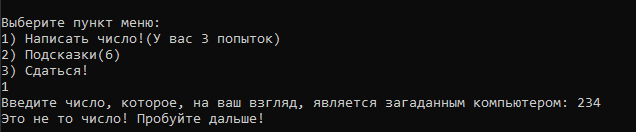 Выберите пункт меню:
1) Написать число!(У вас 3 попыток)
2) Подсказки(6)
3) Сдаться!
1
Введите число, которое, на ваш взгляд, является загаданным компьютером: 234
Это не то число! Пробуйте дальше!